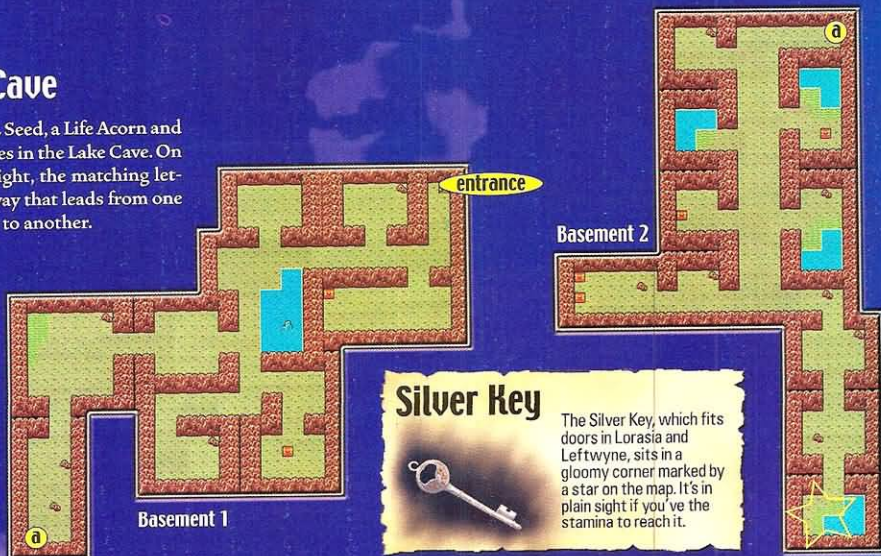 Cave
Seed, a Life Acorn and
es in the Lake Cave. On
ight, the matching let-
ay that leads from one
to another.
entrance
a
Basement 2
Basement 1
a
Silver Key
The Silver Key, which fits
doors in Lorasia and
Leftwyne, sits in a
gloomy corner marked by
a star on the map. It's in
plain sight if you've the
stamina to reach it.